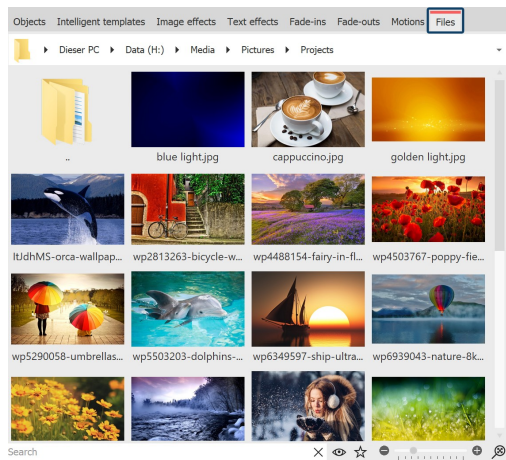 Objects Intelligent templates Image effects Text effects Fade-ins Fade-outs Motions Files
Dieser PC Data (H:) Media Pictures Projects
.. blue light.jpg cappuccino.jpg golden light.jpg
ltJdhMS-orca-wallpap... wp2813263-bicycle-w... wp4488154-fairy-in-fl... wp4503767-poppy-fie...
wp5290058-umbrellas... wp5503203-dolphins-... wp6349597-ship-ultra... wp6939043-nature-8k...
Search